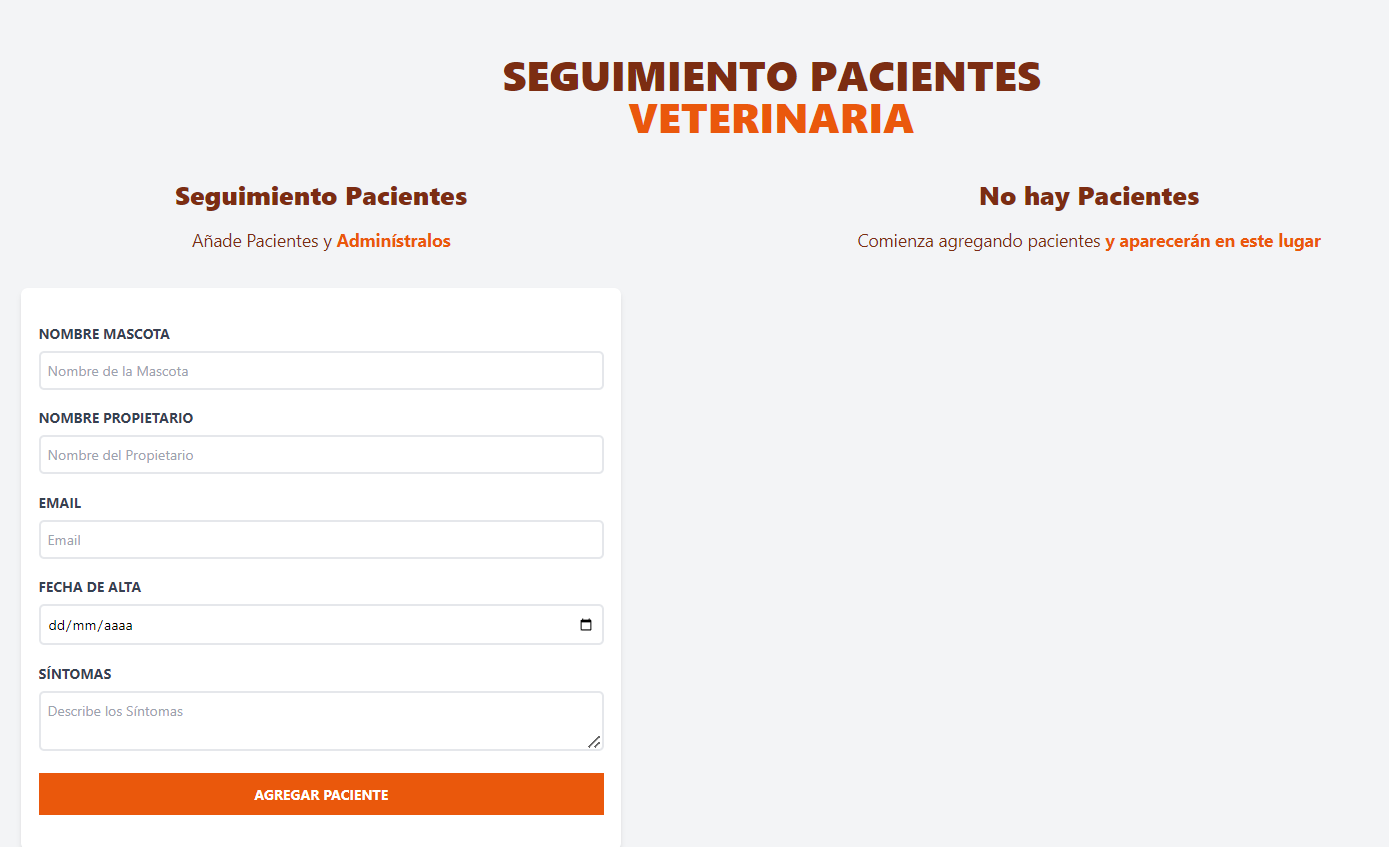 SEGUIMIENTO PACIENTES
VETERINARIA
Seguimiento Pacientes
Añade Pacientes y Adminístralos
NOMBRE MASCOTA
Nombre de la Mascota
NOMBRE PROPIETARIO
Nombre del Propietario
EMAIL
Email
FECHA DE ALTA
dd/mm/aaaa
SÍNTOMAS
Describe los Síntomas
AGREGAR PACIENTE
No hay Pacientes
Comienza agregando pacientes y aparecerán en este lugar